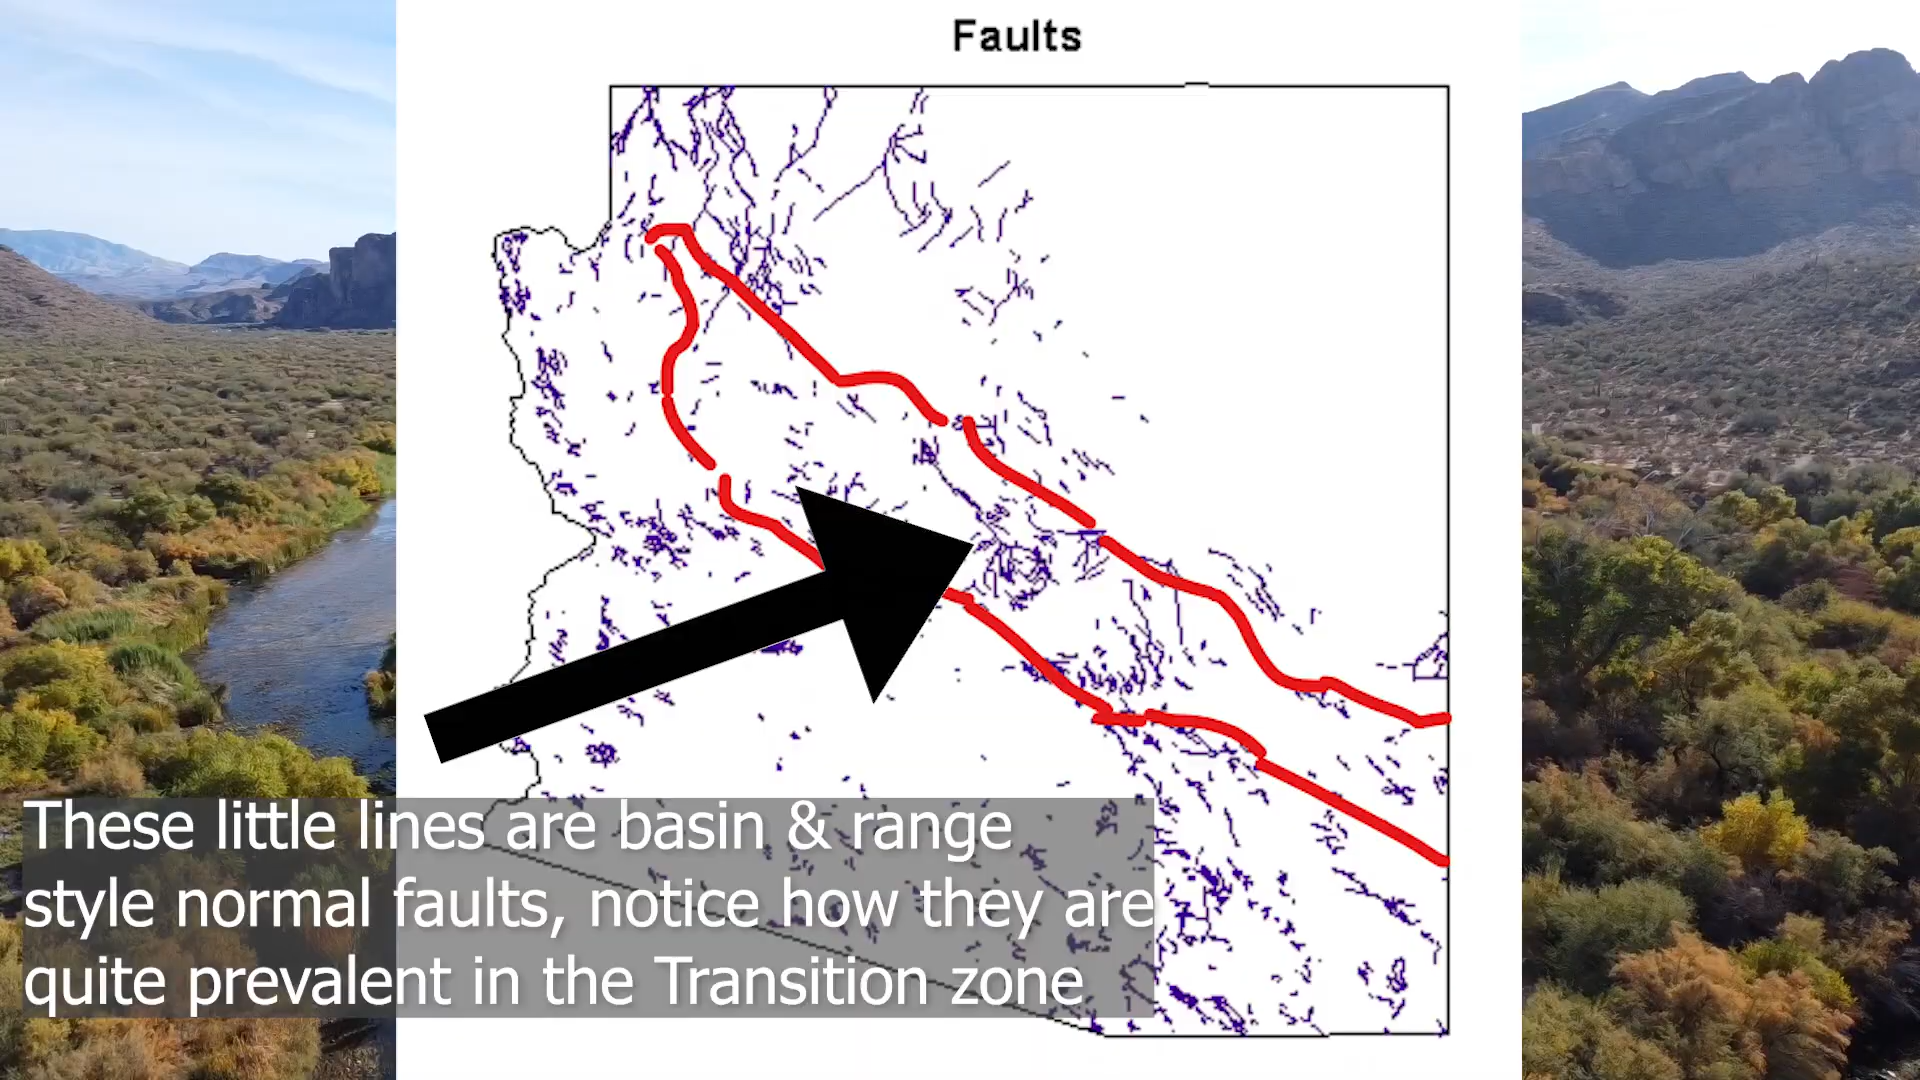 Faults
These little lines are basin & range
style normal faults, notice how they are
quite prevalent in the Transition zone